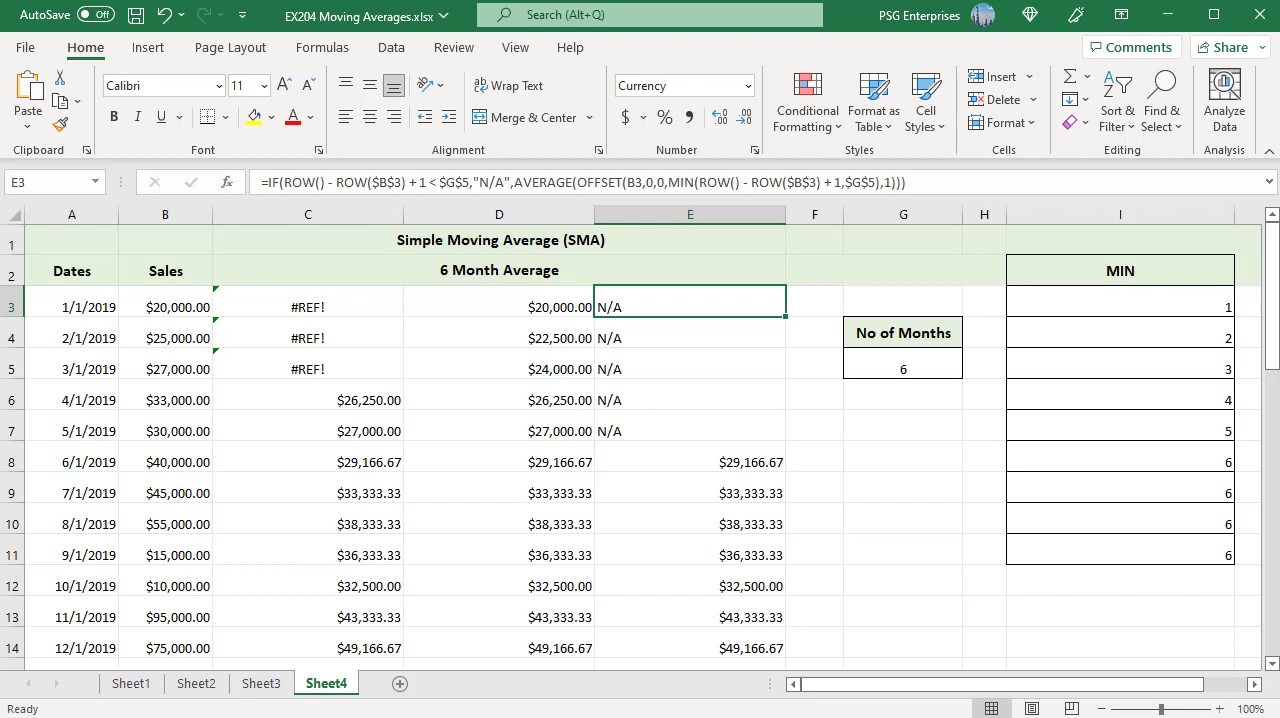 AutoSave Off EX204 Moving Averages.xlsx Search (Alt+Q) PSG Enterprises
File Home Insert Page Layout Formulas Data Review View Help Comments Share
Paste
Clipboard
Calibri 11 A A
B I U A
Font
ab Wrap Text
Merge & Center
Alignment
Currency
$ % 9 .00 .00
Number
Conditional Formatting
Format as Table
Cell Styles
Styles
Insert
Delete
Format
Cells
Sort & Filter
Find & Select
Editing
Analyze Data
Analysis
E3 fx =IF(ROW() - ROW($B$3) + 1 < $G$5,"N/A",AVERAGE(OFFSET(B3,0,0,MIN(ROW() - ROW($B$3) + 1,$G$5),1)))
A B C D E F G H I
1 Simple Moving Average (SMA)
2 Dates Sales 6 Month Average MIN
3 1/1/2019 $20,000.00 #REF! $20,000.00 N/A 1
4 2/1/2019 $25,000.00 #REF! $22,500.00 N/A No of Months 2
5 3/1/2019 $27,000.00 #REF! $24,000.00 N/A 6 3
6 4/1/2019 $33,000.00 $26,250.00 $26,250.00 N/A 4
7 5/1/2019 $30,000.00 $27,000.00 $27,000.00 N/A 5
8 6/1/2019 $40,000.00 $29,166.67 $29,166.67 $29,166.67 6
9 7/1/2019 $45,000.00 $33,333.33 $33,333.33 $33,333.33 6
10 8/1/2019 $55,000.00 $38,333.33 $38,333.33 $38,333.33 6
11 9/1/2019 $15,000.00 $36,333.33 $36,333.33 $36,333.33 6
12 10/1/2019 $10,000.00 $32,500.00 $32,500.00 $32,500.00
13 11/1/2019 $95,000.00 $43,333.33 $43,333.33 $43,333.33
14 12/1/2019 $75,000.00 $49,166.67 $49,166.67 $49,166.67
Sheet1 Sheet2 Sheet3 Sheet4
Ready 100%